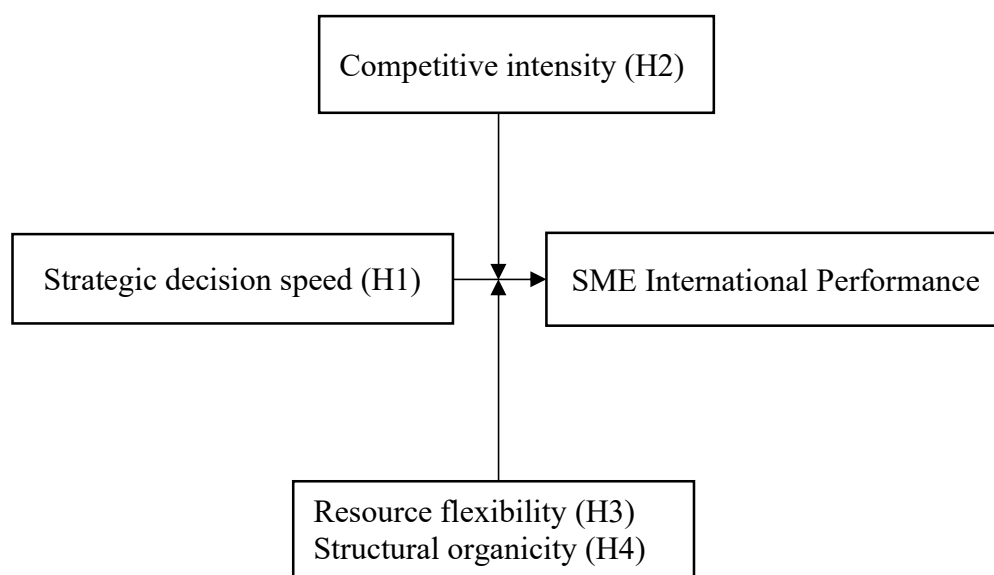 Competitive intensity (H2)
Strategic decision speed (H1)
SME International Performance
Resource flexibility (H3)
Structural organicity (H4)